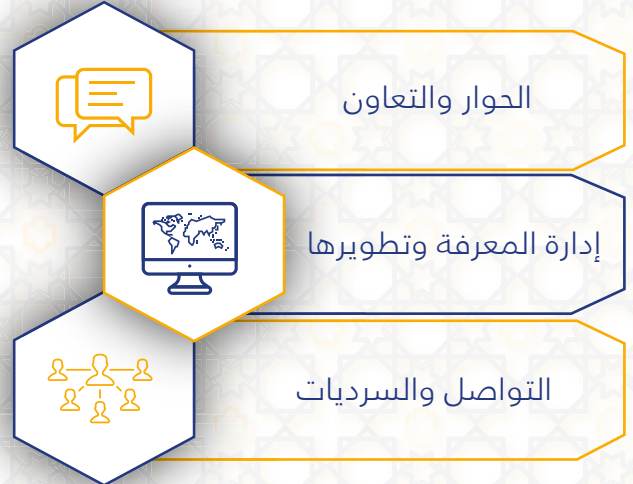 الحوار والتعاون
إدارة المعرفة وتطويرها
التواصل والسرديات